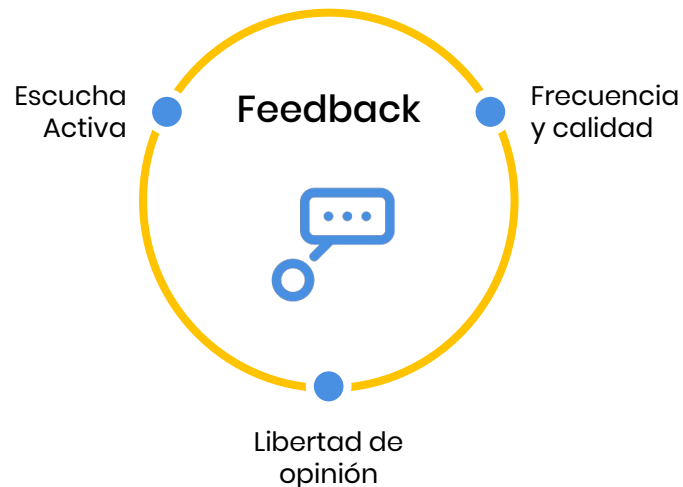 Feedback
Escucha
Activa
Frecuencia
y calidad
Libertad de
opinión